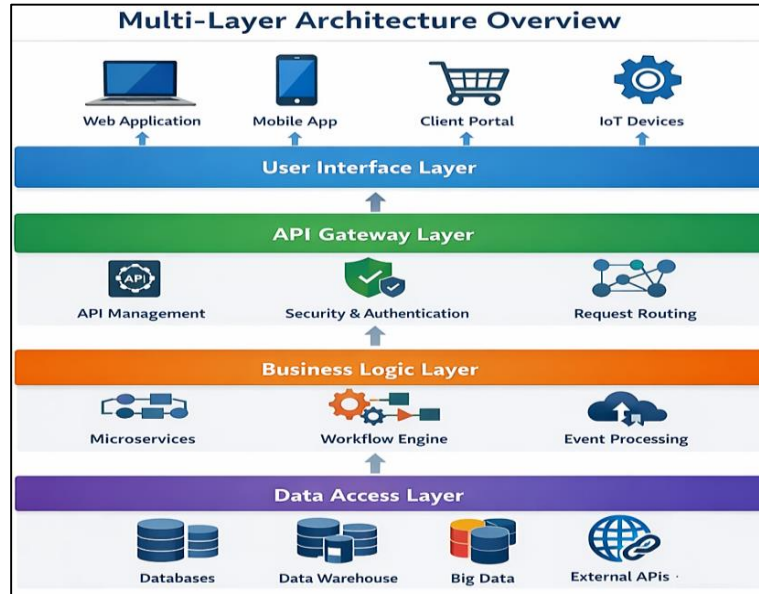 Multi-Layer Architecture Overview
Web Application
Mobile App
Client Portal
IoT Devices
User Interface Layer
API Gateway Layer
API
API Management
Security & Authentication
Request Routing
Business Logic Layer
Microservices
Workflow Engine
Event Processing
Data Access Layer
Databases
Data Warehouse
Big Data
External APIs